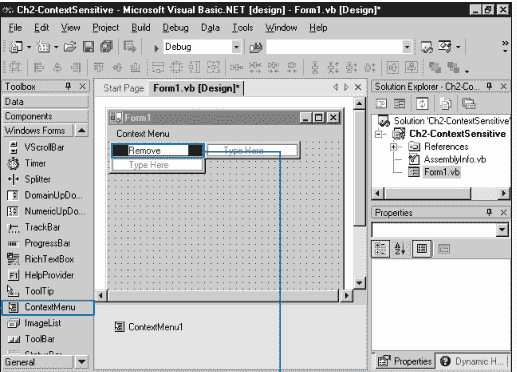 Ch2-ContextSensitive - Microsoft Visual Basic.NET [design] - Form1.vb [Design]*
File Edit View Project Build Debug Data Tools Window Help
Debug
Toolbox
Data
Components
Windows Forms
VScrollBar
Timer
Splitter
DomainUpDo...
NumericUpDo...
TrackBar
ProgressBar
RichTextBox
HelpProvider
ToolTip
ContextMenu
ImageList
ToolBar
General
Start Page Form1.vb [Design]*
Form1
Context Menu
Remove Type Here
Type Here
ContextMenu1
Solution Explorer - Ch2-Co...
Solution 'Ch2-ContextSensitive'
Ch2-ContextSensitive
References
AssemblyInfo.vb
Form1.vb
Properties
Properties Dynamic H...